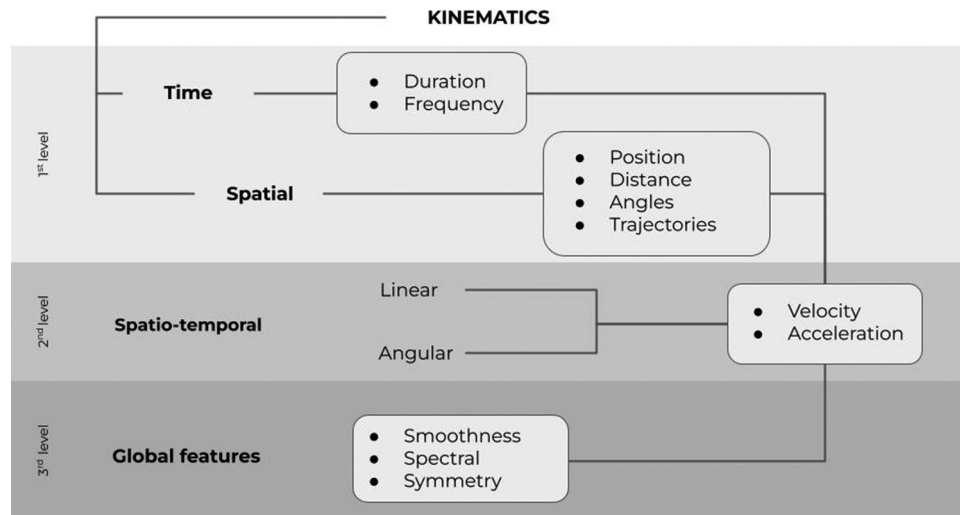 KINEMATICS
1st level
Time
● Duration
● Frequency
Spatial
● Position
● Distance
● Angles
● Trajectories
2nd level
Spatio-temporal
Linear
Angular
● Velocity
● Acceleration
3rd level
Global features
● Smoothness
● Spectral
● Symmetry